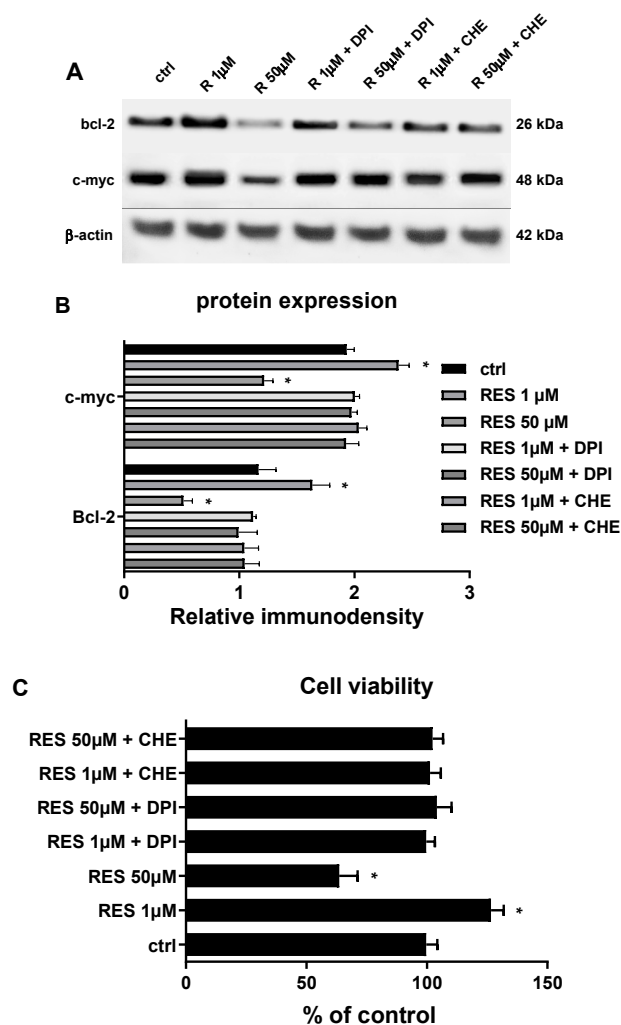 A
ctrl
R 1µM
R 50µM
R 1µM + DPI
R 50µM + DPI
R 1µM + CHE
R 50µM + CHE
bcl-2
26 kDa
c-myc
48 kDa
β-actin
42 kDa
B
protein expression
c-myc
*
*
Bcl-2
*
*
0
1
2
3
Relative immunodensity
ctrl
RES 1 µM
RES 50 µM
RES 1µM + DPI
RES 50µM + DPI
RES 1µM + CHE
RES 50µM + CHE
C
Cell viability
RES 50µM + CHE
RES 1µM + CHE
RES 50µM + DPI
RES 1µM + DPI
RES 50µM
*
RES 1µM
*
ctrl
0
50
100
150
% of control